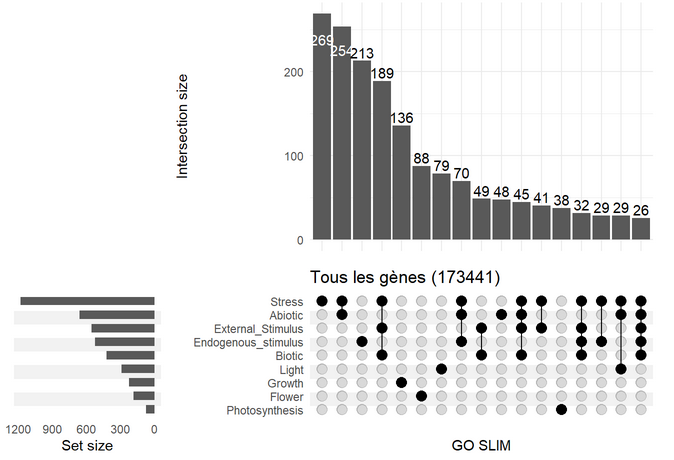 269 254 213 189 136 88 79 70 49 48 45 41 38 32 29 29 26
Intersection size
200
100
0
Tous les gènes (173441)
Stress
Abiotic
External_Stimulus
Endogenous_stimulus
Biotic
Light
Growth
Flower
Photosynthesis
1200 900 600 300 0
Set size
GO SLIM